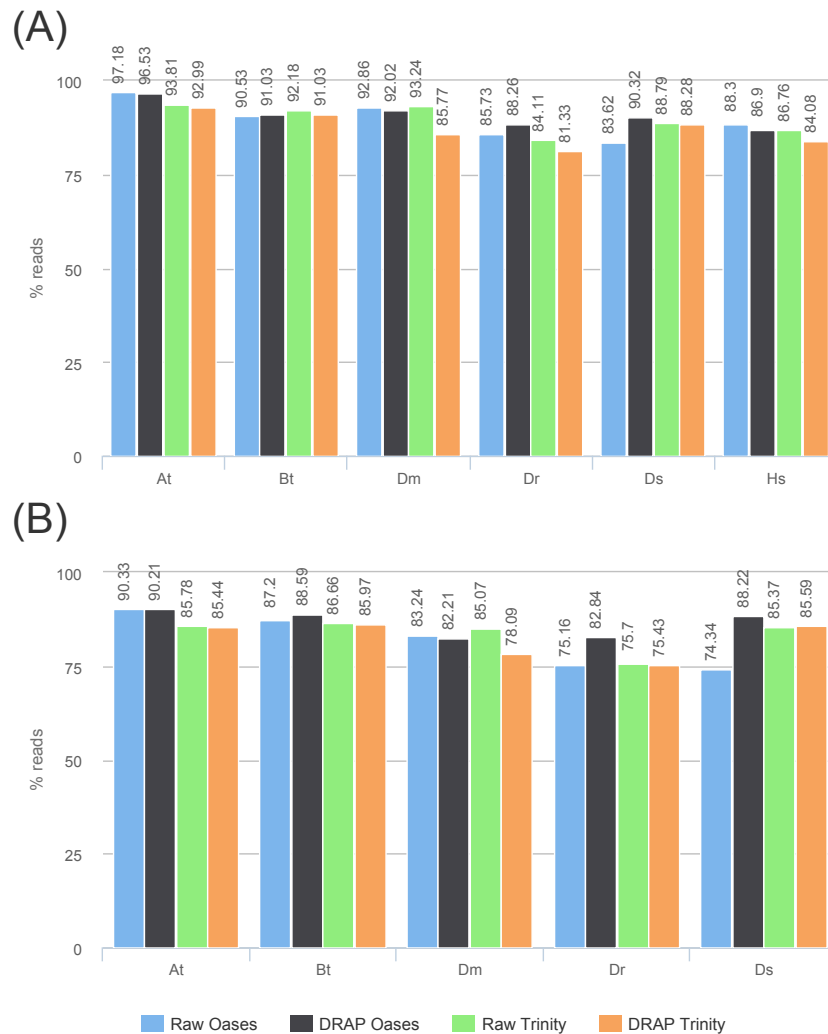 (A)
97.18 96.53 93.81 92.99 90.53 91.03 92.18 91.03 92.86 92.02 93.24 85.77 85.73 88.26 84.11 81.33 83.62 90.32 88.79 88.28 88.3 86.9 86.76 84.08
100
75
50
25
0
% reads
At Bt Dm Dr Ds Hs
(B)
90.33 90.21 85.78 85.44 87.2 88.59 86.66 85.97 83.24 82.21 85.07 78.09 75.16 82.84 75.7 75.43 74.34 88.22 85.37 85.59
100
75
50
25
0
% reads
At Bt Dm Dr Ds
Raw Oases DRAP Oases Raw Trinity DRAP Trinity